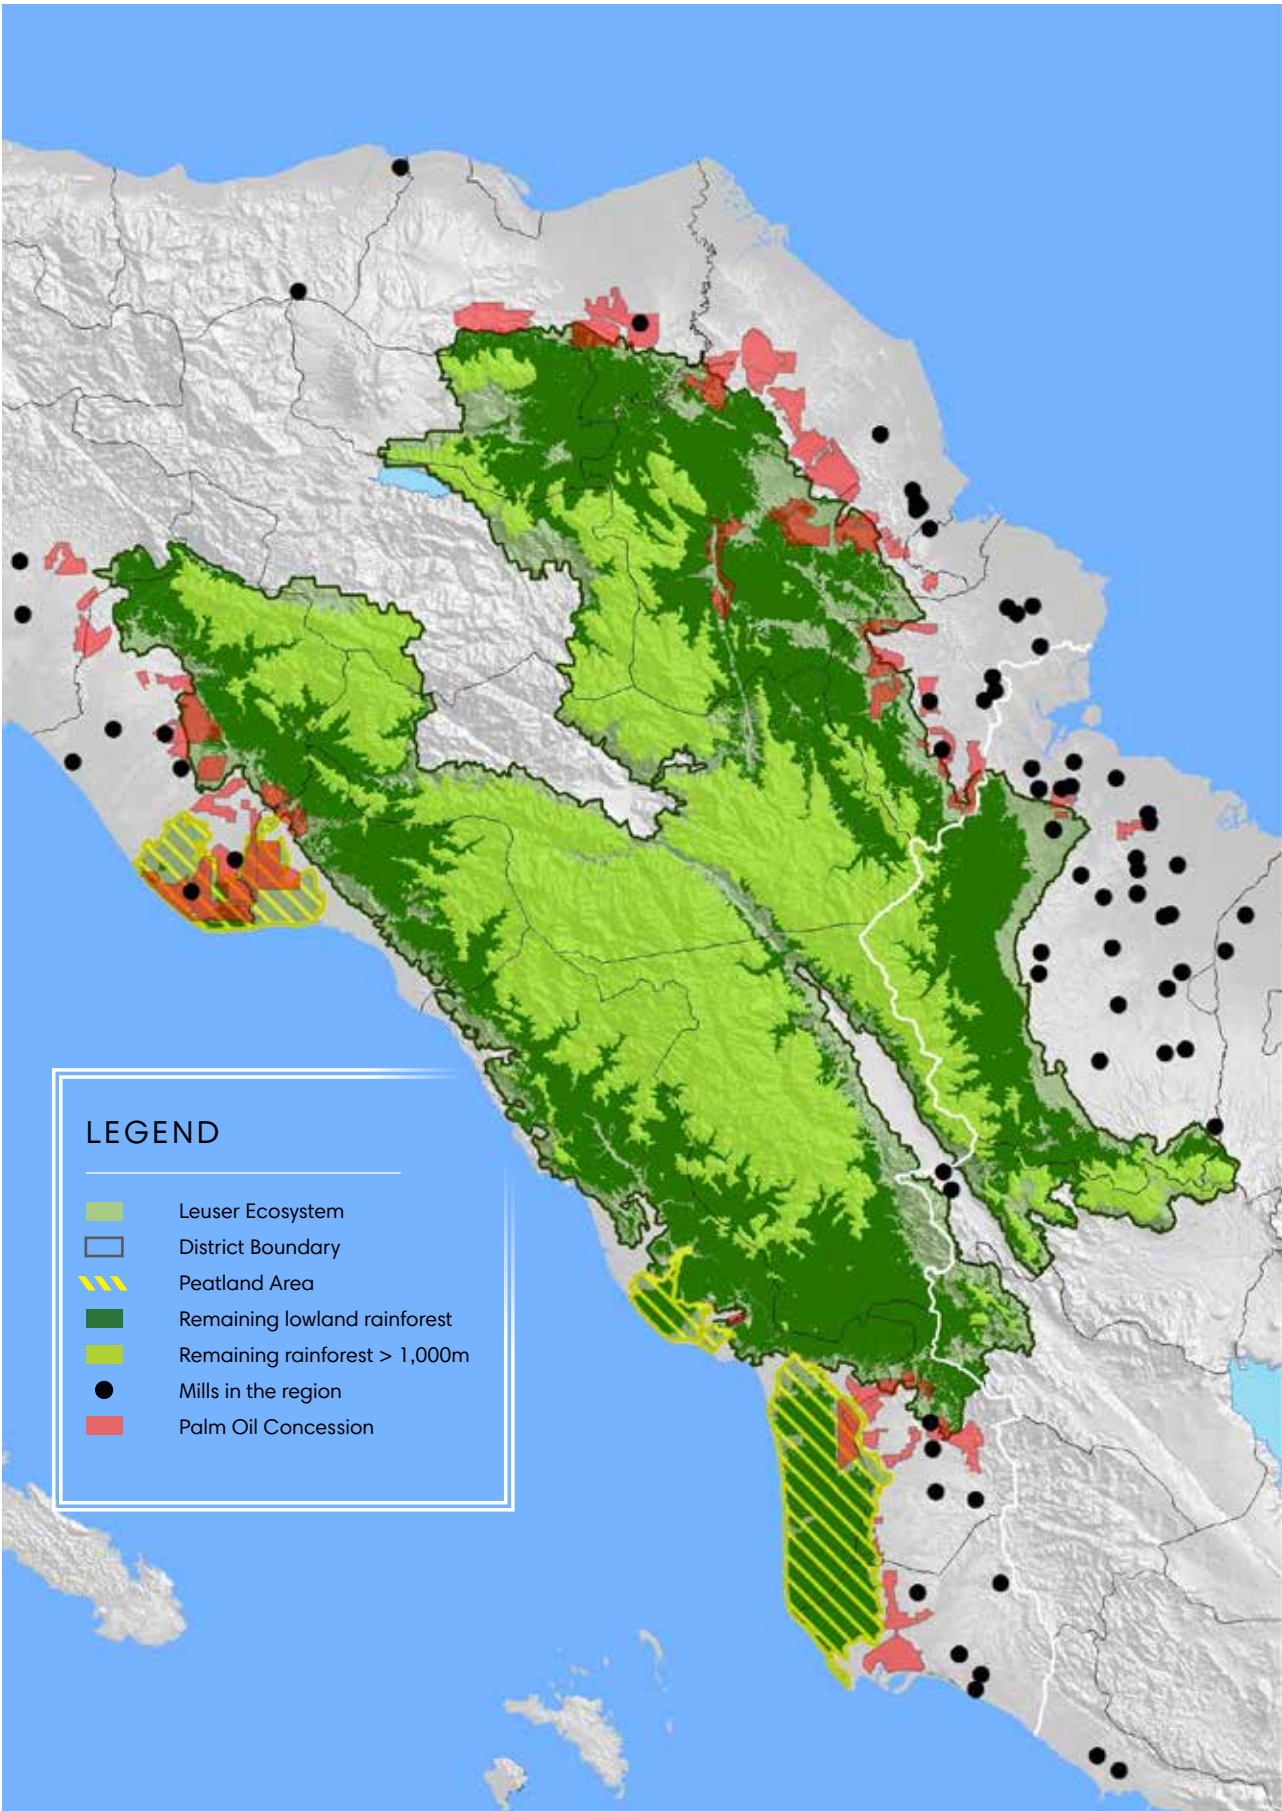 LEGEND
Leuser Ecosystem
District Boundary
Peatland Area
Remaining lowland rainforest
Remaining rainforest > 1,000m
Mills in the region
Palm Oil Concession